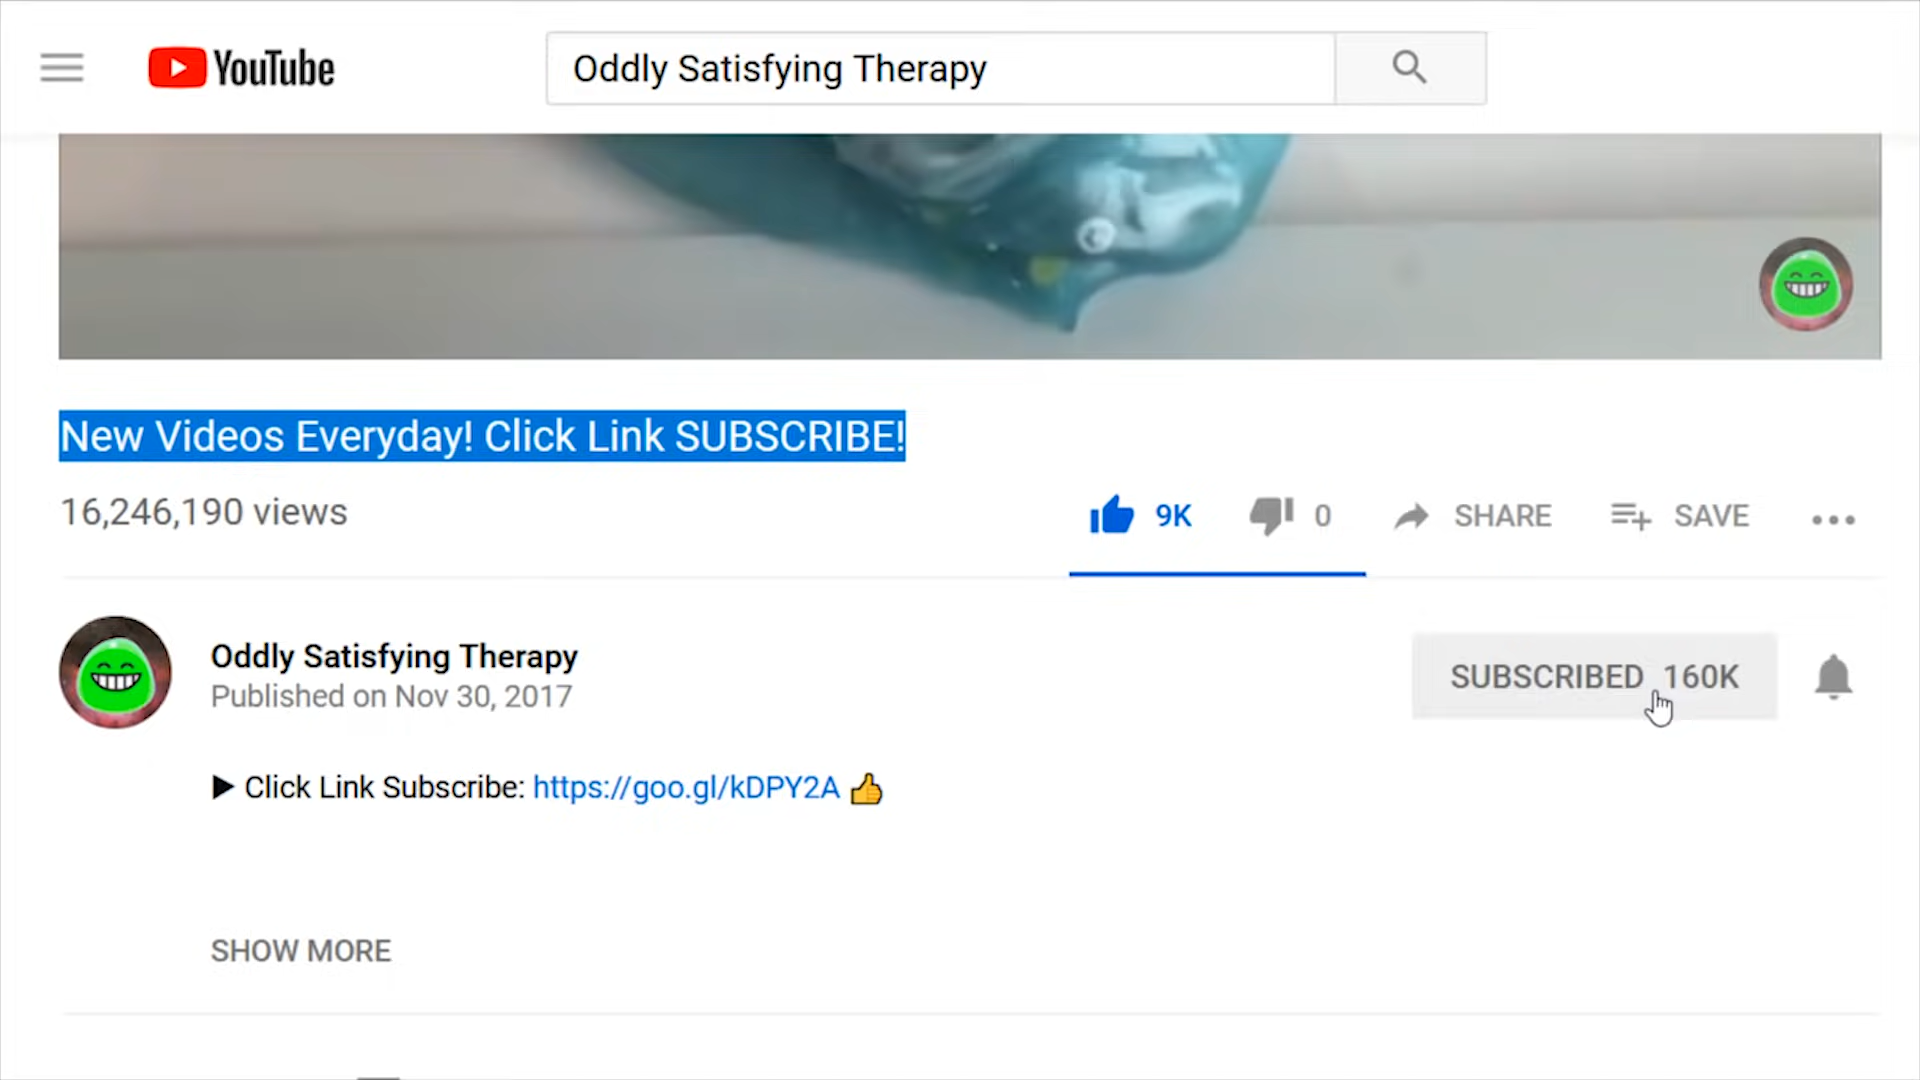 YouTube
Oddly Satisfying Therapy
New Videos Everyday! Click Link SUBSCRIBE!
16,246,190 views
9K
0
SHARE
SAVE
Oddly Satisfying Therapy
SUBSCRIBED 160K
Published on Nov 30, 2017
▶ Click Link Subscribe: https://goo.gl/kDPY2A 👍
SHOW MORE